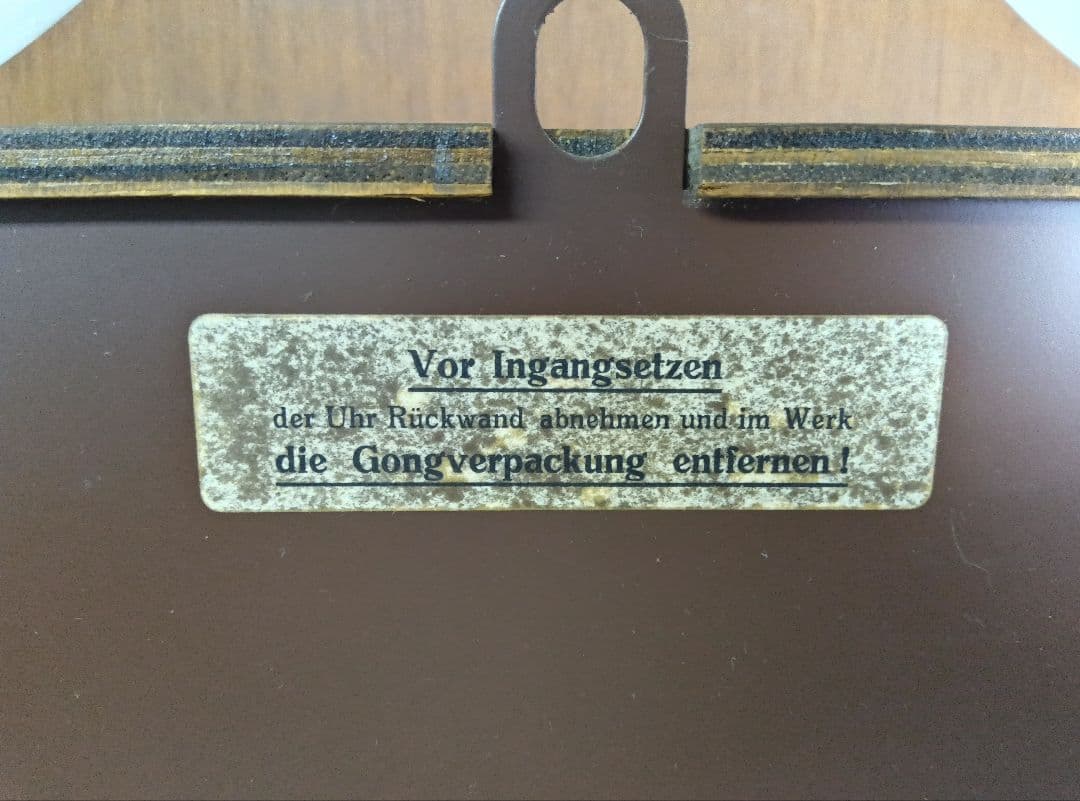 Vor Ingangsetzen
der Uhr Rückwand abnehmen und im Werk
die Gongverpackung entfernen!